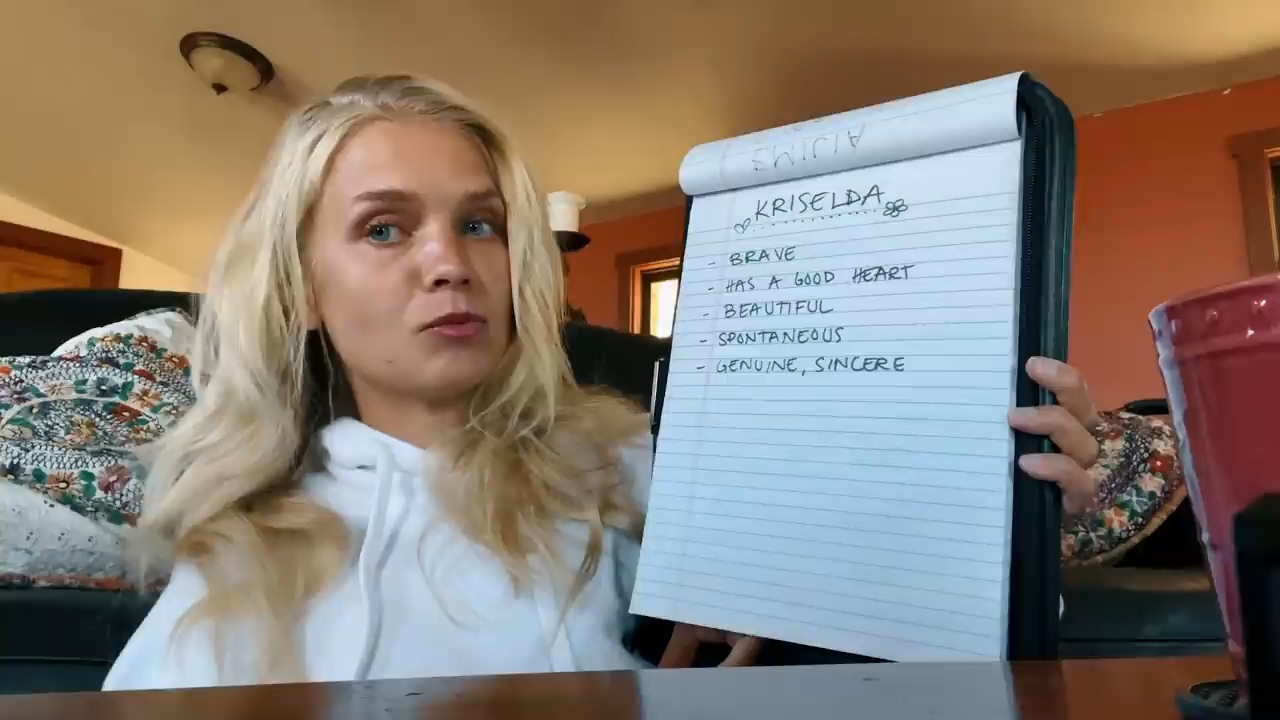 KRISELDA
- BRAVE
- HAS A GOOD HEART
- BEAUTIFUL
- SPONTANEOUS
- GENUINE, SINCERE